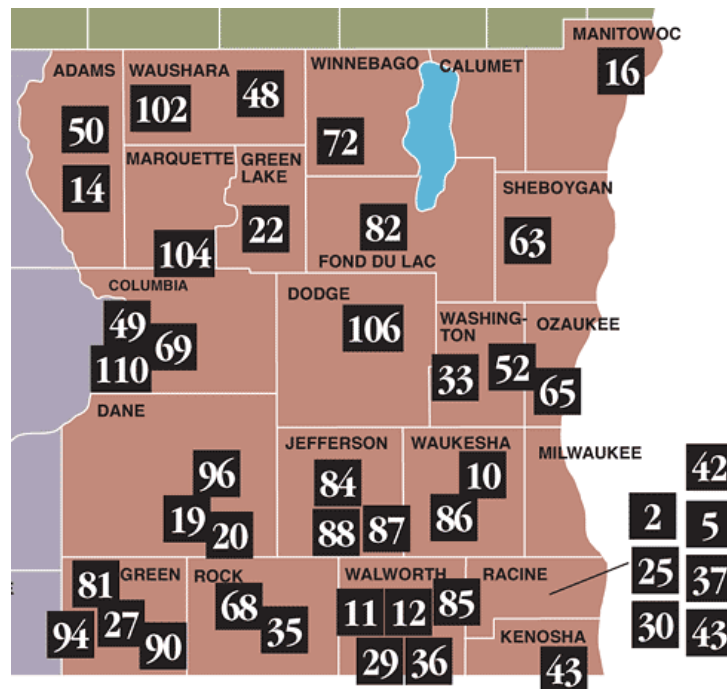 MANITOWOC
16
ADAMS
WAUSHARA
WINNEBAGO
CALUMET
50
102
48
72
14
MARQUETTE
GREEN
LAKE
SHEBOYGAN
104
22
82
63
FOND DU LAC
COLUMBIA
DODGE
49
69
110
106
WASHING-
TON
OZAUKEE
33
52
65
DANE
JEFFERSON
WAUKESHA
MILWAUKEE
96
19
20
84
88
87
10
86
42
2
5
25
37
30
43
E
GREEN
ROCK
WALWORTH
RACINE
81
94
27
90
68
35
11
12
85
29
36
KENOSHA
43